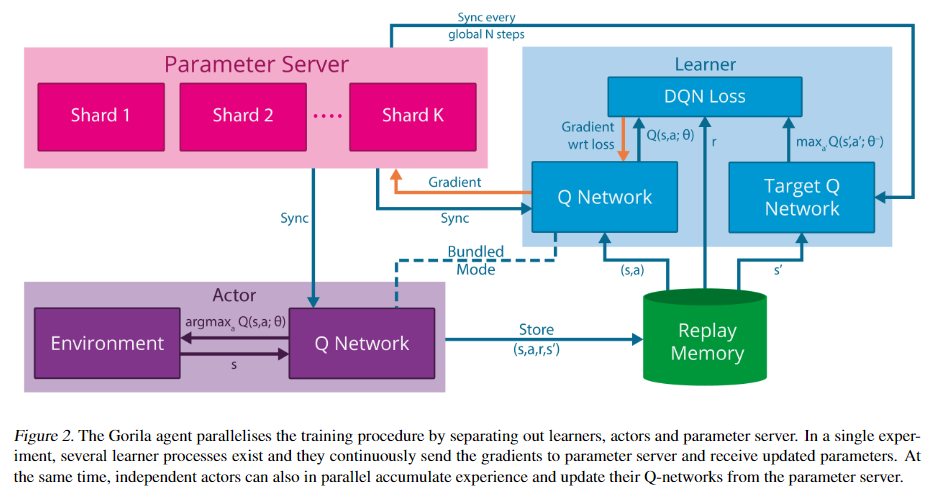 Sync every
global N steps
Parameter Server
Shard 1
Shard 2
....
Shard K
Learner
DQN Loss
Gradient
wrt loss
Q(s,a; θ)
r
maxₐ Q(s',a'; θ⁻)
Q Network
Target Q
Network
Gradient
Sync
Sync
Bundled
Mode
(s,a)
s'
Actor
Environment
argmaxₐ Q(s,a; θ)
s
Q Network
Store
(s,a,r,s')
Replay
Memory
Figure 2. The Gorila agent parallelises the training procedure by separating out learners, actors and parameter server. In a single exper-
iment, several learner processes exist and they continuously send the gradients to parameter server and receive updated parameters. At
the same time, independent actors can also in parallel accumulate experience and update their Q-networks from the parameter server.